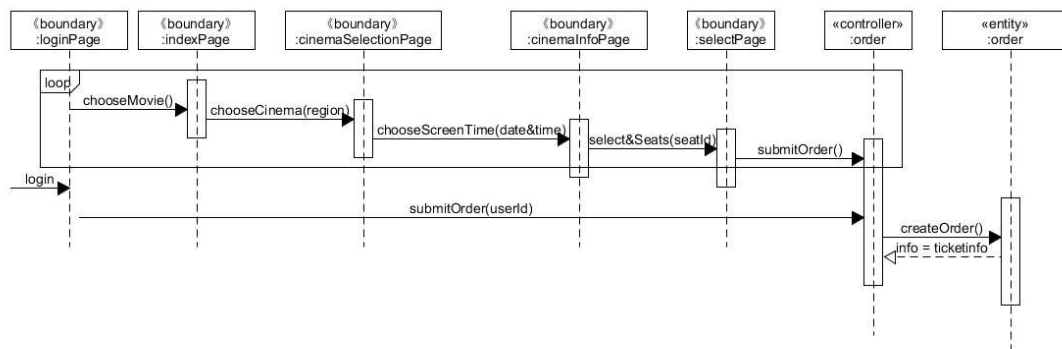 《boundary》
:loginPage
《boundary》
:indexPage
《boundary》
:cinemaSelectionPage
《boundary》
:cinemaInfoPage
《boundary》
:selectPage
«controller»
:order
«entity»
:order
loop
chooseMovie()
chooseCinema(region)
chooseScreenTime(date&time)
select&Seats(seatId)
submitOrder()
login
submitOrder(userId)
createOrder()
info = ticketinfo